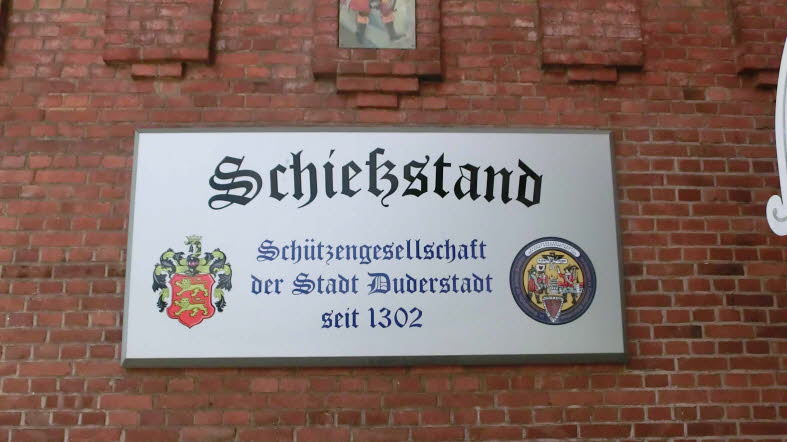 Schießstand
Schützengesellschaft
der Stadt Duderstadt
seit 1302